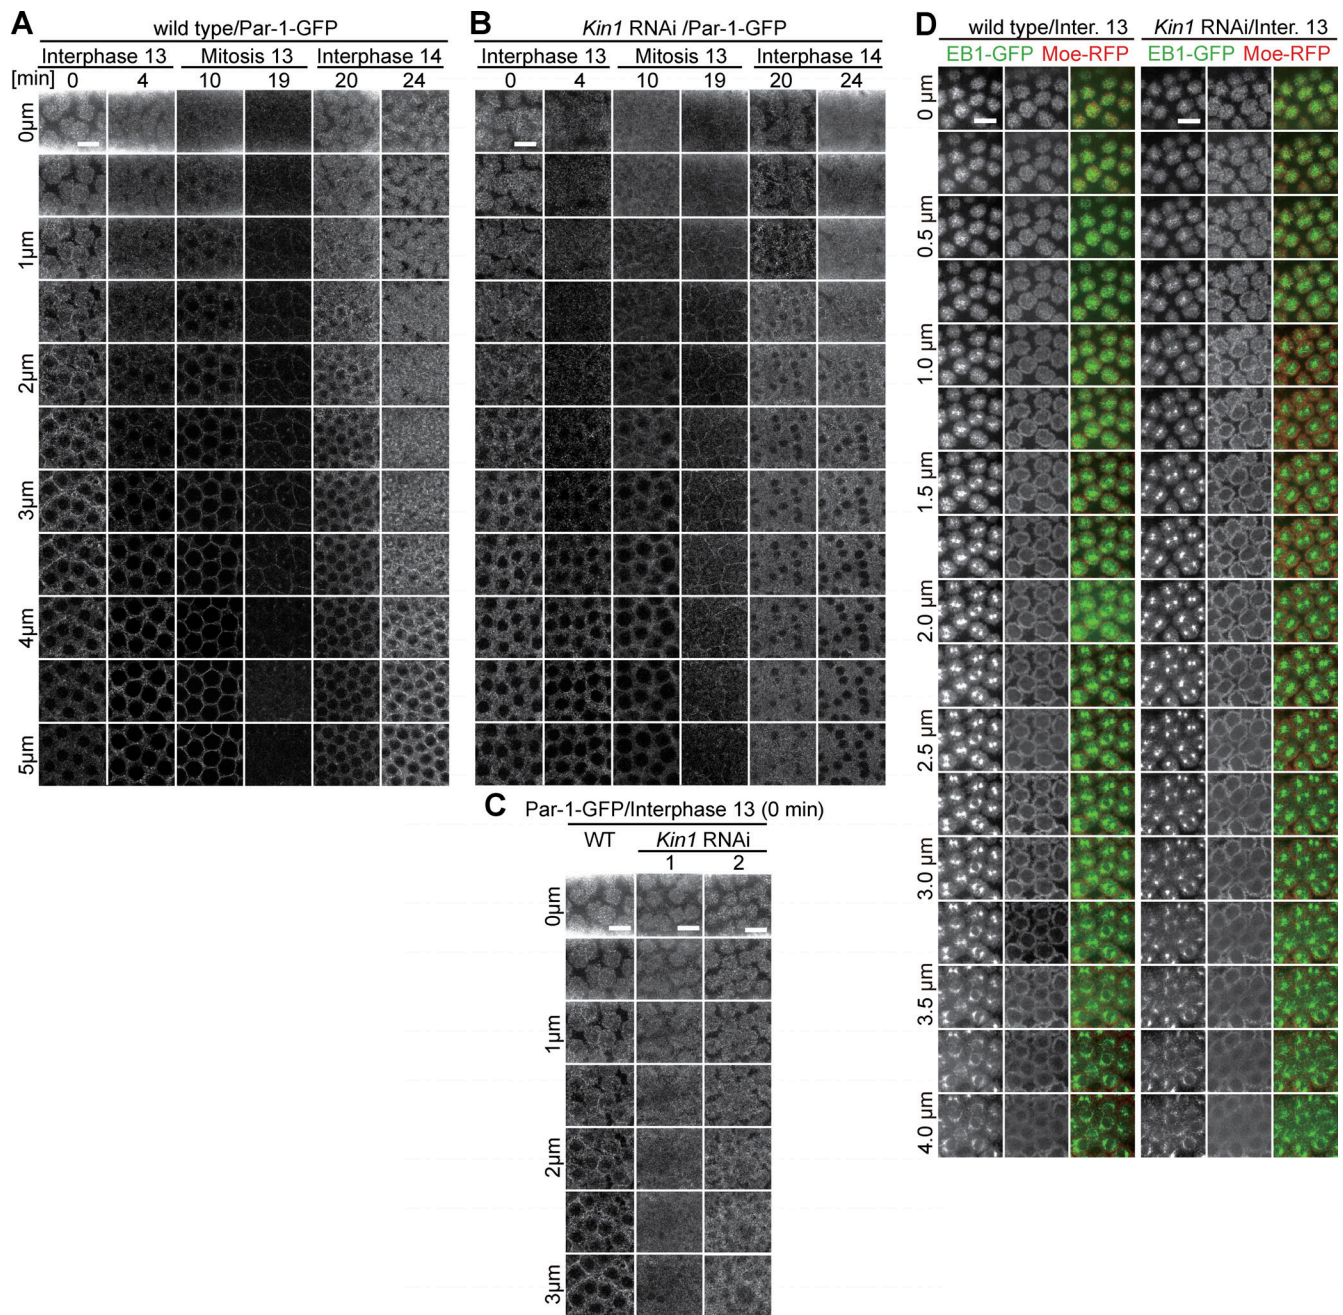 A
wild type/Par-1-GFP
Interphase 13 Mitosis 13 Interphase 14
[min] 0 4 10 19 20 24
0µm
1µm
2µm
3µm
4µm
5µm
B
Kin1 RNAi /Par-1-GFP
Interphase 13 Mitosis 13 Interphase 14
0 4 10 19 20 24
C
Par-1-GFP/Interphase 13 (0 min)
WT Kin1 RNAi
1 2
0µm
1µm
2µm
3µm
D
wild type/Inter. 13 Kin1 RNAi/Inter. 13
EB1-GFP Moe-RFP EB1-GFP Moe-RFP
0 µm
0.5 µm
1.0 µm
1.5 µm
2.0 µm
2.5 µm
3.0 µm
3.5 µm
4.0 µm